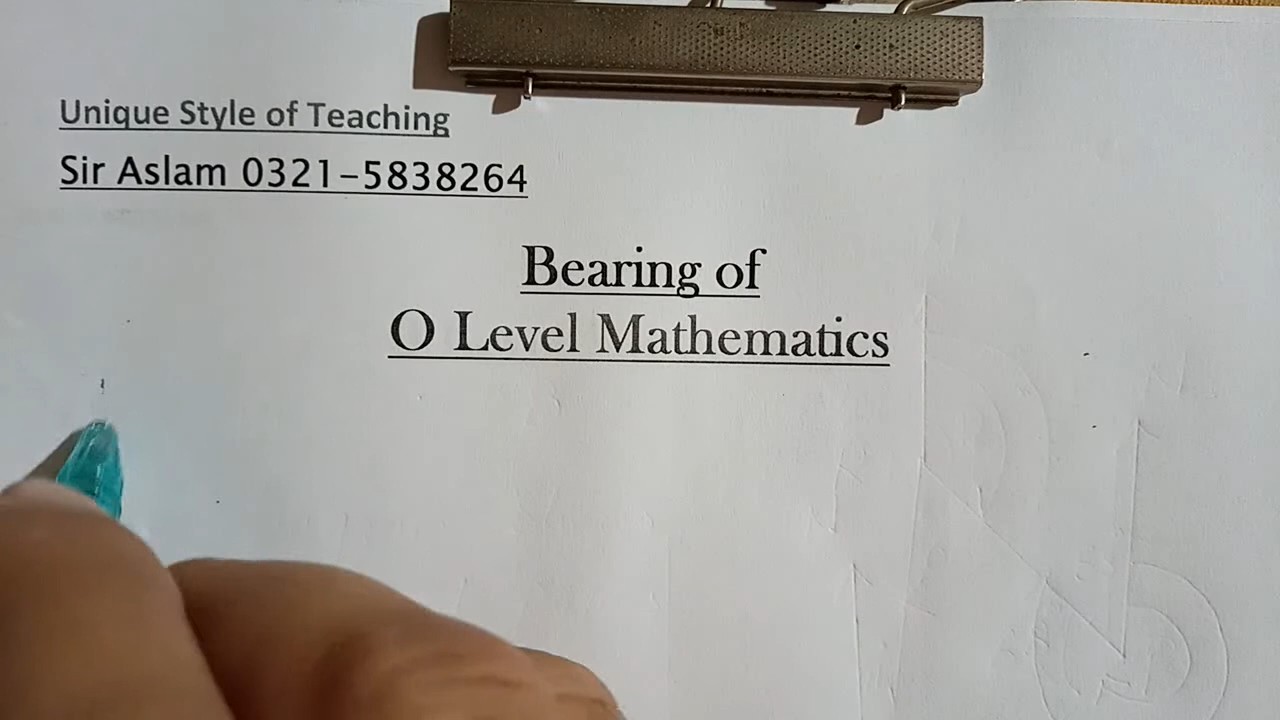 Unique Style of Teaching
Sir Aslam 0321-5838264
Bearing of
O Level Mathematics